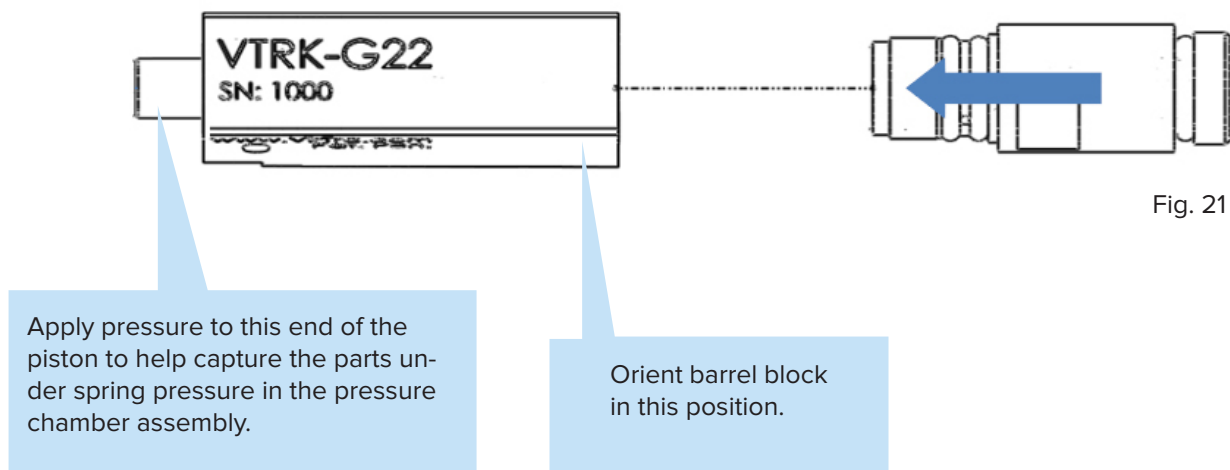 VTRK-G22
SN: 1000
Fig. 21
Apply pressure to this end of the
piston to help capture the parts un-
der spring pressure in the pressure
chamber assembly.
Orient barrel block
in this position.